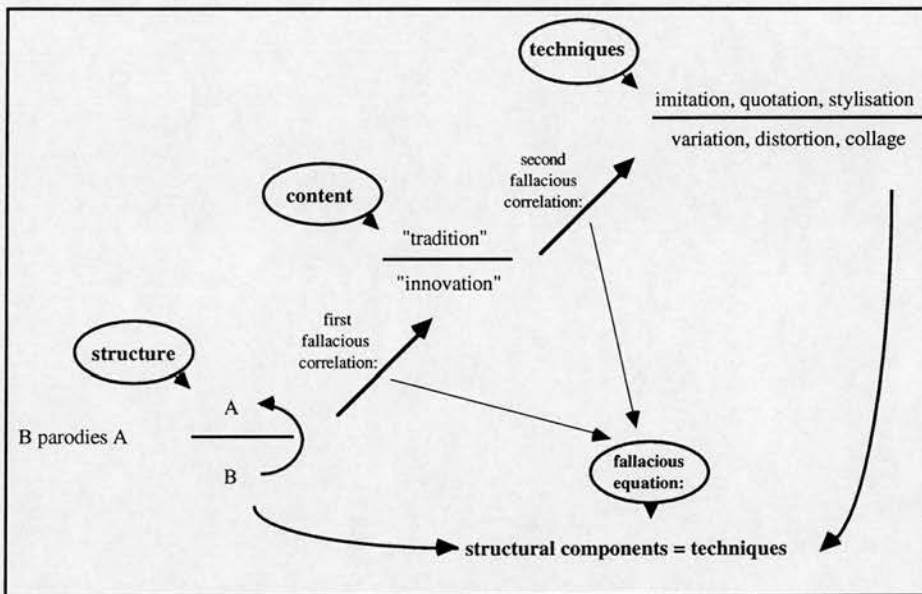 techniques
imitation, quotation, stylisation
variation, distortion, collage
second
fallacious
correlation:
content
"tradition"
"innovation"
first
fallacious
correlation:
structure
A
B parodies A
B
fallacious
equation:
structural components = techniques